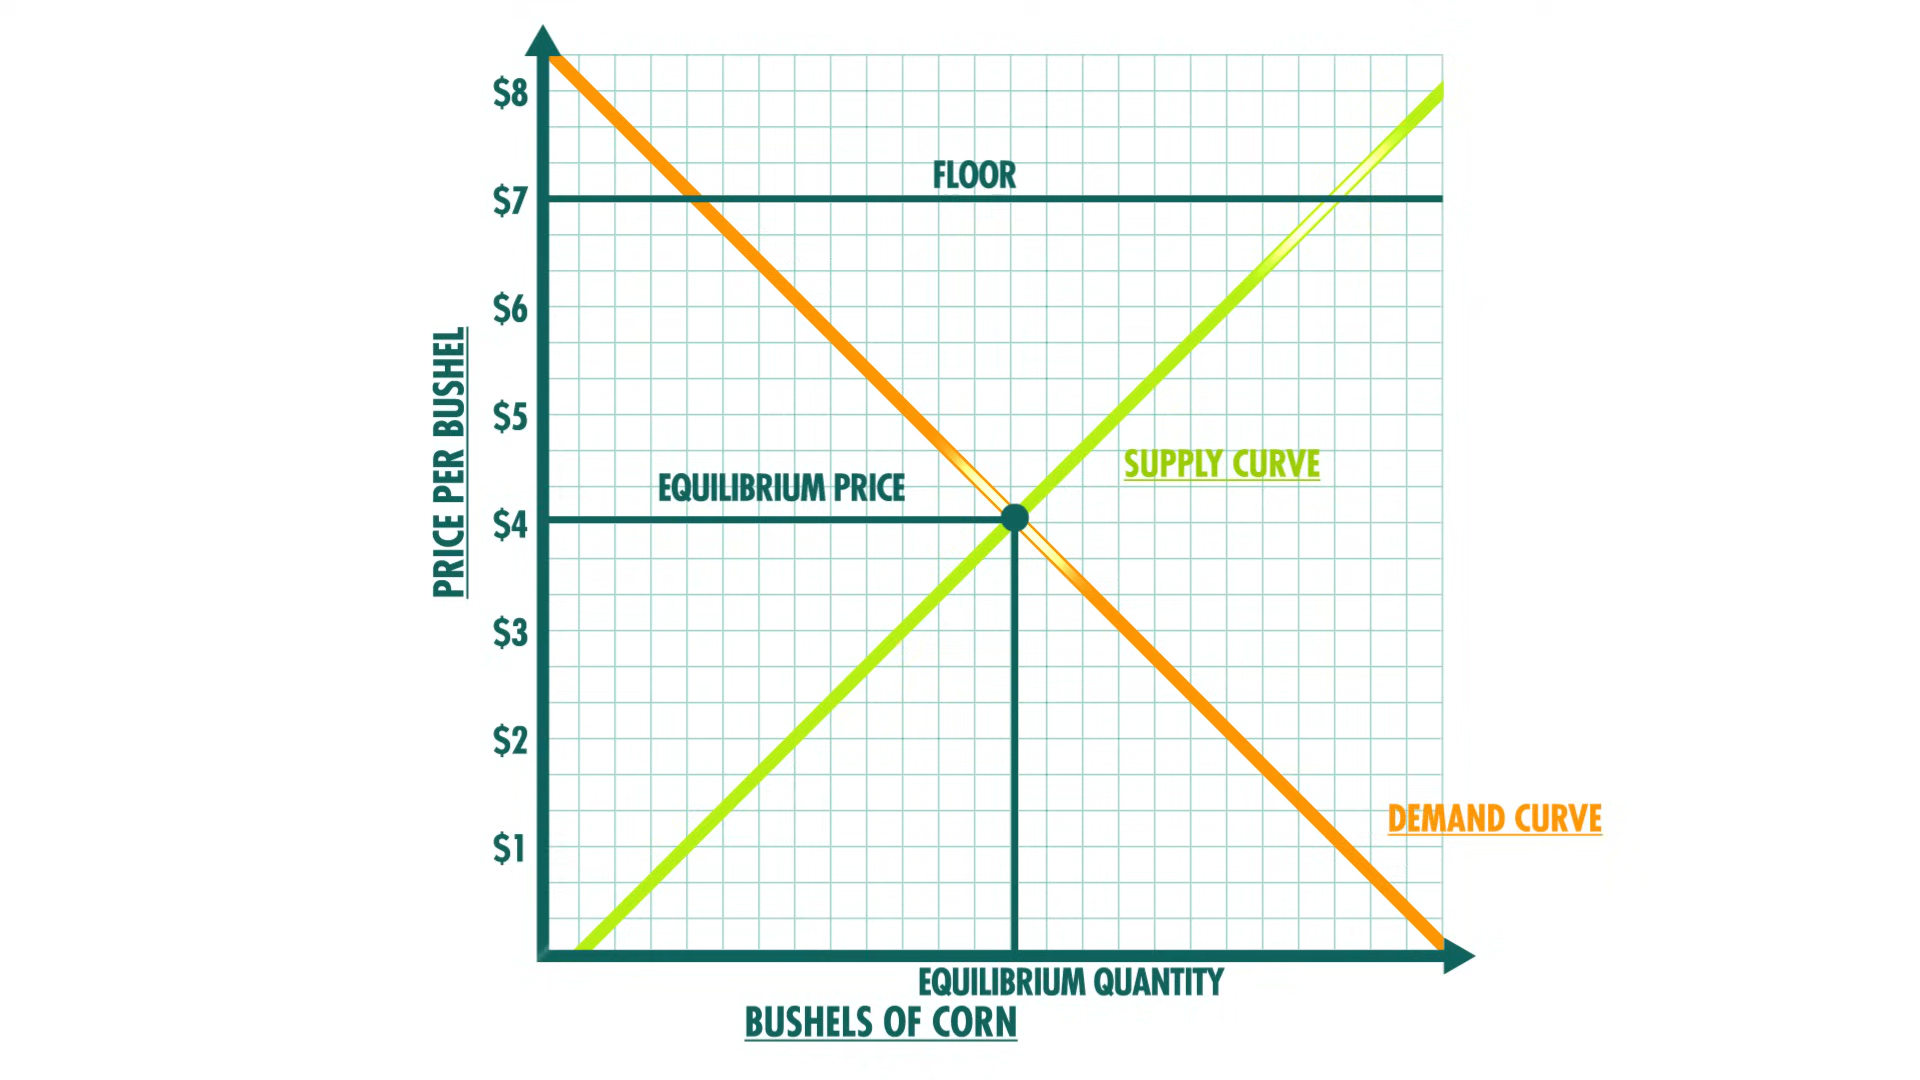 $8
FLOOR
$7
$6
PRICE PER BUSHEL
$5
SUPPLY CURVE
EQUILIBRIUM PRICE
$4
$3
$2
DEMAND CURVE
$1
EQUILIBRIUM QUANTITY
BUSHELS OF CORN